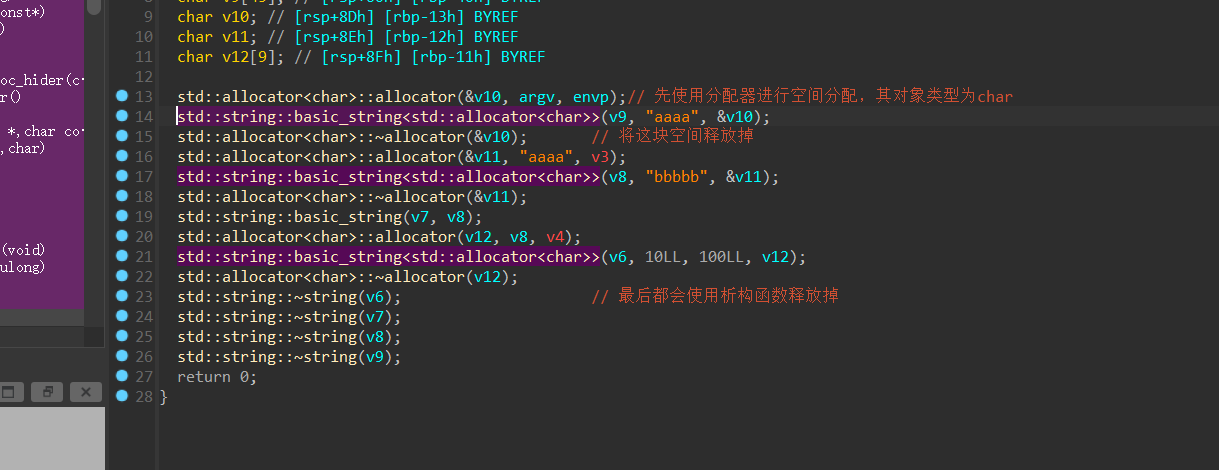 onst*)
)
oc_hider(c
r()
*,char co
,char)
(void)
ulong)
9 char v10; // [rsp+8Dh] [rbp-13h] BYREF
10 char v11; // [rsp+8Eh] [rbp-12h] BYREF
11 char v12[9]; // [rsp+8Fh] [rbp-11h] BYREF
12
13 std::allocator<char>::allocator(&v10, argv, envp);// 先使用分配器进行空间分配，其对象类型为char
14 std::string::basic_string<std::allocator<char>>(v9, "aaaa", &v10);
15 std::allocator<char>::~allocator(&v10); // 将这块空间释放掉
16 std::allocator<char>::allocator(&v11, "aaaa", v3);
17 std::string::basic_string<std::allocator<char>>(v8, "bbbbb", &v11);
18 std::allocator<char>::~allocator(&v11);
19 std::string::basic_string(v7, v8);
20 std::allocator<char>::allocator(v12, v8, v4);
21 std::string::basic_string<std::allocator<char>>(v6, 10LL, 100LL, v12);
22 std::allocator<char>::~allocator(v12);
23 std::string::~string(v6); // 最后都会使用析构函数释放掉
24 std::string::~string(v7);
25 std::string::~string(v8);
26 std::string::~string(v9);
27 return 0;
28 }